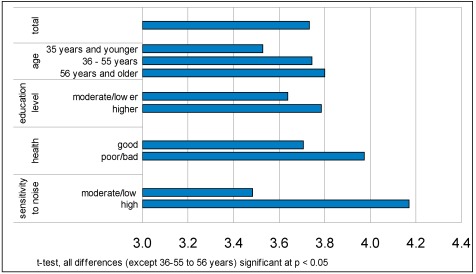 total
age
35 years and younger
36 - 55 years
56 years and older
education
level
moderate/lower
higher
health
good
poor/bad
sensitivity
to noise
moderate/low
high
3.0 3.2 3.4 3.6 3.8 4.0 4.2 4.4
t-test, all differences (except 36-55 to 56 years) significant at p < 0.05